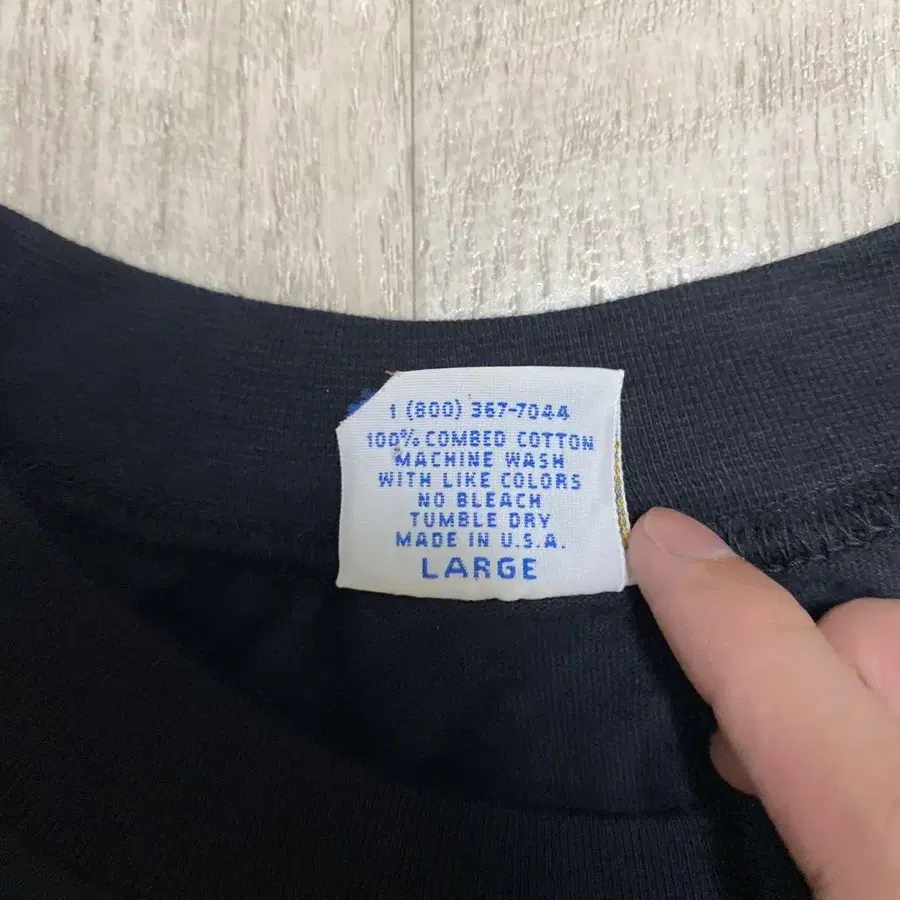 1 (800) 367-7044
100% COMBED COTTON
MACHINE WASH
WITH LIKE COLORS
NO BLEACH
TUMBLE DRY
MADE IN U.S.A.
LARGE